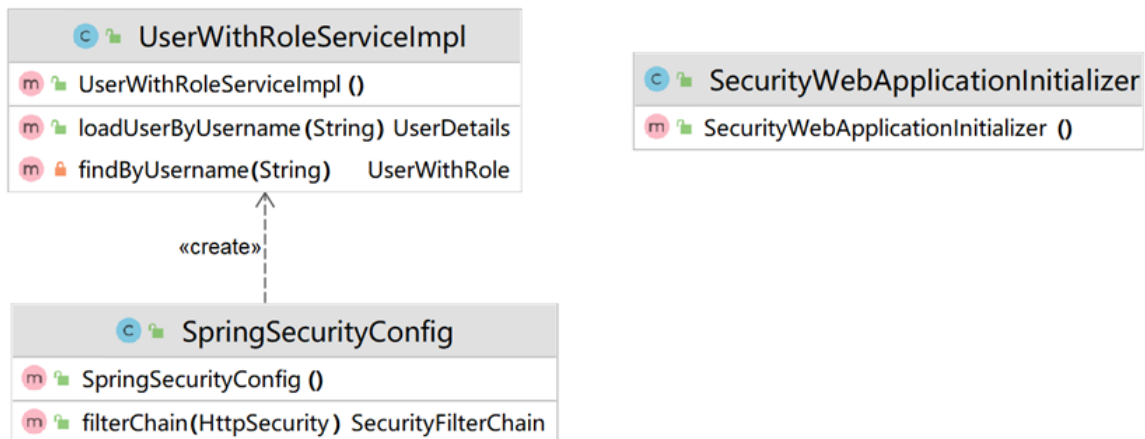 UserWithRoleServiceImpl
UserWithRoleServiceImpl ()
loadUserByUsername(String) UserDetails
findByUsername(String) UserWithRole
«create»
SpringSecurityConfig
SpringSecurityConfig ()
filterChain(HttpSecurity) SecurityFilterChain
SecurityWebApplicationInitializer
SecurityWebApplicationInitializer ()